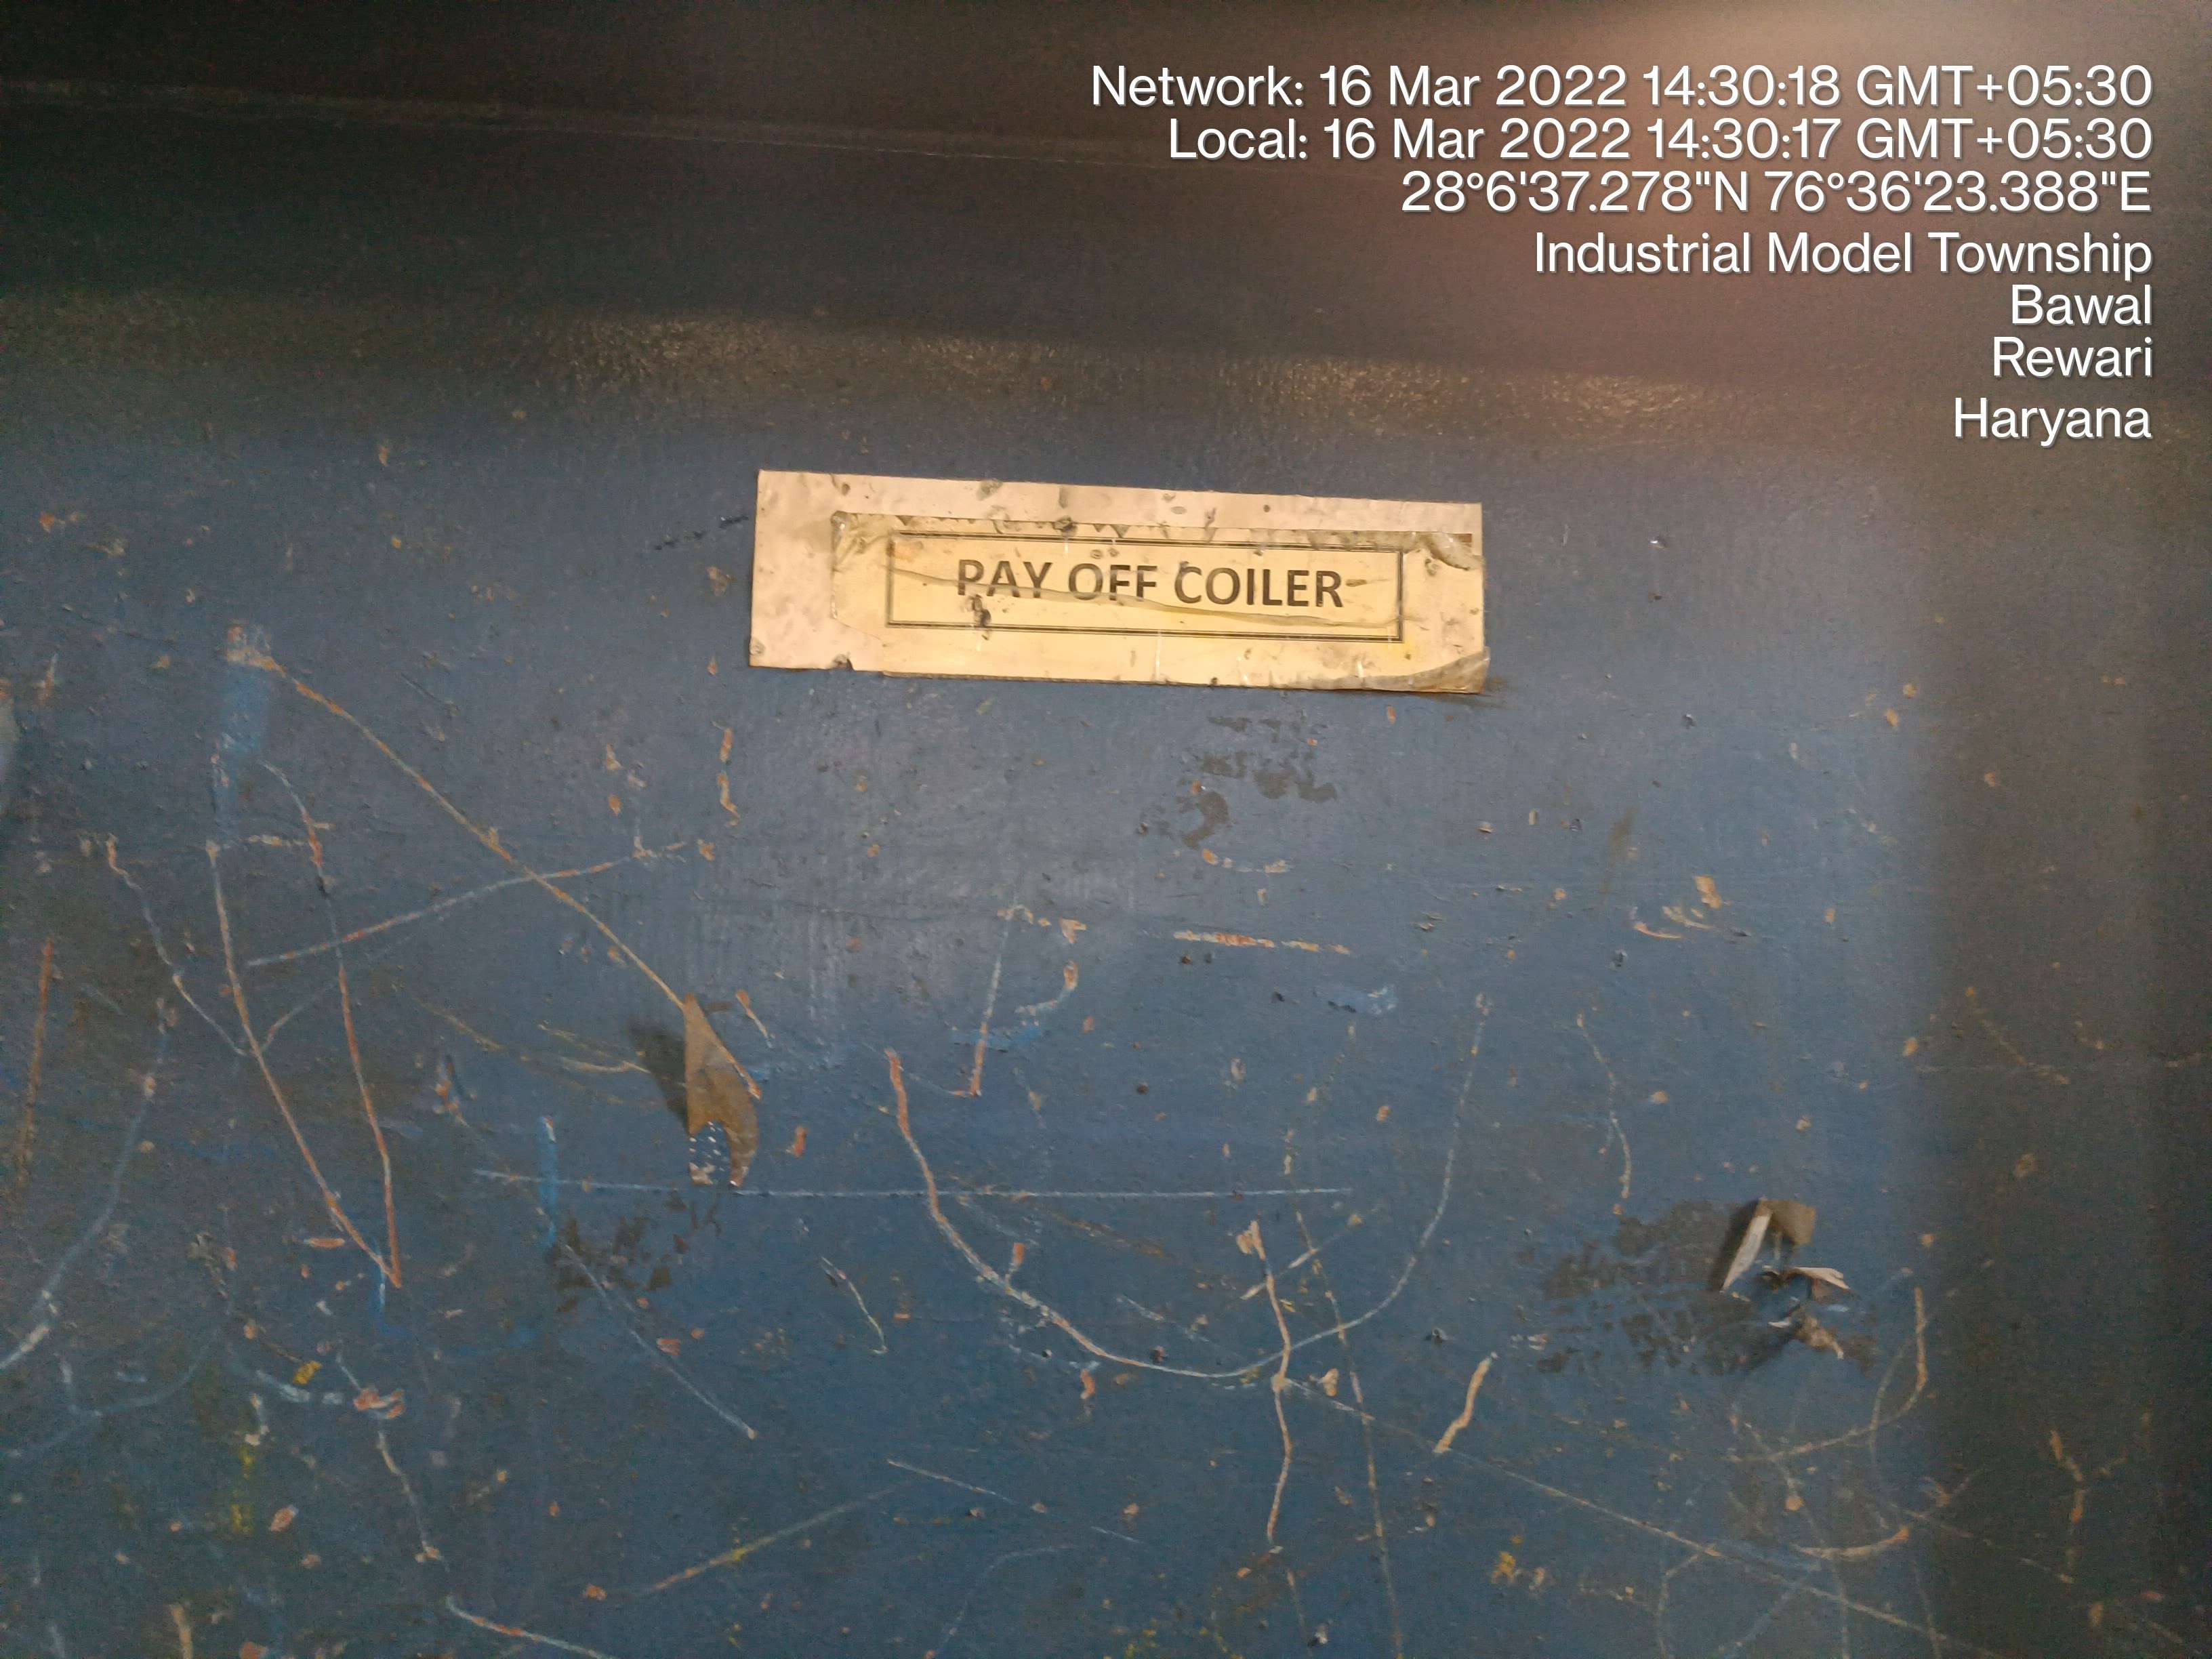 Network: 16 Mar 2022 14:30:18 GMT+05:30
Local: 16 Mar 2022 14:30:17 GMT+05:30
28°6'37.278"N 76°36'23.388"E
Industrial Model Township
Bawal
Rewari
Haryana
PAY OFF COILER